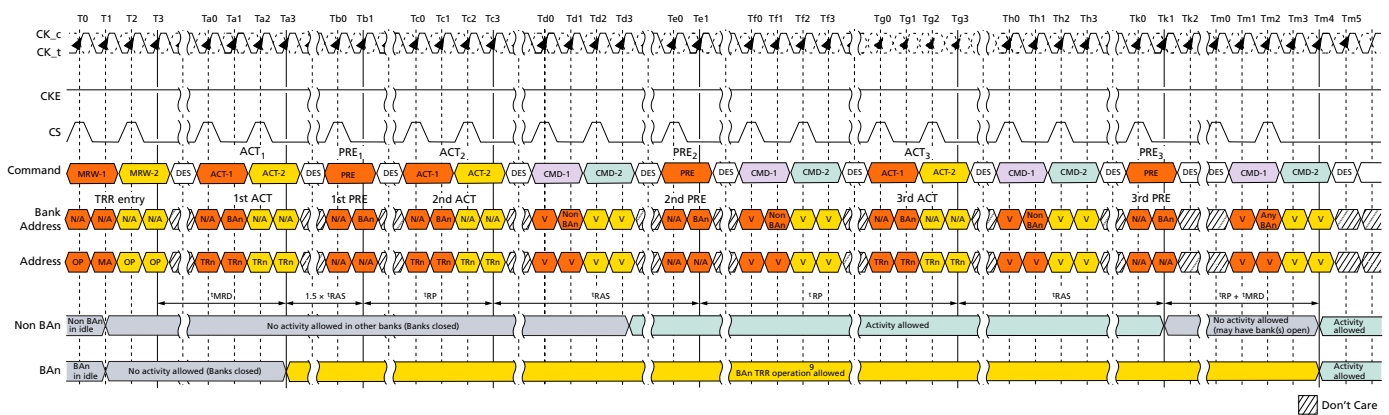 T0 T1 T2 T3 Ta0 Ta1 Ta2 Ta3 Tb0 Tb1 Tc0 Tc1 Tc2 Tc3 Td0 Td1 Td2 Td3 Te0 Te1 Tf0 Tf1 Tf2 Tf3 Tg0 Tg1 Tg2 Tg3 Th0 Th1 Th2 Th3 Tk0 Tk1 Tk2 Tm0 Tm1 Tm2 Tm3 Tm4 Tm5
CK_c
CK_t
CKE
CS
ACT1 PRE1 ACT2 PRE2 ACT3 PRE3
Command MRW-1 MRW-2 DES ACT-1 ACT-2 DES PRE DES ACT-1 ACT-2 DES CMD-1 CMD-2 DES PRE DES CMD-1 CMD-2 DES ACT-1 ACT-2 DES CMD-1 CMD-2 DES PRE DES DES CMD-1 CMD-2 DES
TRR entry 1st ACT 1st PRE 2nd ACT 2nd PRE 3rd ACT 3rd PRE
Bank Address N/A N/A N/A N/A N/A BAn N/A N/A N/A BAn N/A BAn N/A N/A V Non BAn V V N/A BAn V Non BAn V V N/A BAn N/A N/A V Non BAn V V N/A BAn V Any BAn V V
Address OP MA OP OP TRn TRn TRn TRn N/A N/A TRn TRn TRn TRn V V V V N/A N/A V V V V TRn TRn TRn TRn V V V V N/A N/A V V V V
tMRD 1.5 × tRAS tRP tRAS tRP tRAS tRP + tMRD
Non BAn Non BAn in idle No activity allowed in other banks (Banks closed) Activity allowed No activity allowed (may have bank(s) open) Activity allowed
BAn BAn in idle No activity allowed (Banks closed) BAn TRR operation allowed 9 Activity allowed
Don't Care